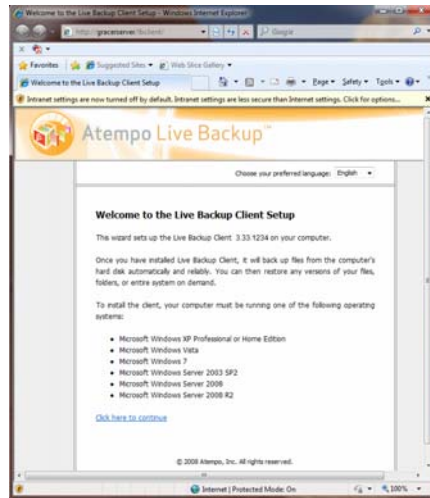 Welcome to the Live Backup Client Setup - Windows Internet Explorer
Favorites Suggested Sites Web Slice Gallery
Welcome to the Live Backup Client Setup Page Safety Tools
Intranet settings are now turned off by default. Intranet settings are less secure than Internet settings. Click for options...
Atempo Live Backup™
Choose your preferred language: English
Welcome to the Live Backup Client Setup
This wizard sets up the Live Backup Client 3.33.1234 on your computer.
Once you have installed Live Backup Client, it will back up files from the computer's
hard disk automatically and reliably. You can then restore any versions of your files,
folders, or entire system on demand.
To install the client, your computer must be running one of the following operating
systems:
• Microsoft Windows XP Professional or Home Edition
• Microsoft Windows Vista
• Microsoft Windows 7
• Microsoft Windows Server 2003 SP2
• Microsoft Windows Server 2008
• Microsoft Windows Server 2008 R2
Click here to continue
© 2008 Atempo, Inc. All rights reserved.
Internet | Protected Mode: On 100%